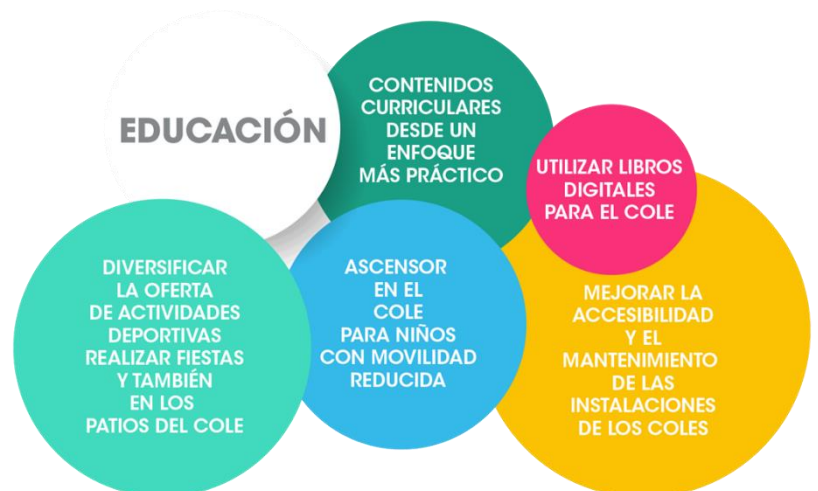 EDUCACIÓN
CONTENIDOS
CURRICULARES
DESDE UN
ENFOQUE
MÁS PRÁCTICO
UTILIZAR LIBROS
DIGITALES
PARA EL COLE
DIVERSIFICAR
LA OFERTA
DE ACTIVIDADES
DEPORTIVAS
REALIZAR FIESTAS
Y TAMBIÉN
EN LOS
PATIOS DEL COLE
ASCENSOR
EN EL
COLE
PARA NIÑOS
CON MOVILIDAD
REDUCIDA
MEJORAR LA
ACCESIBILIDAD
Y EL
MANTENIMIENTO
DE LAS
INSTALACIONES
DE LOS COLES